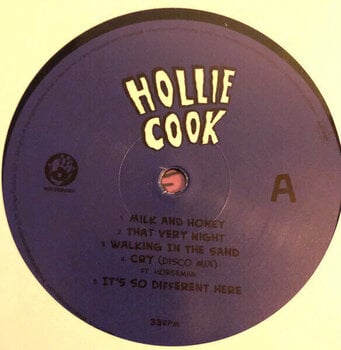 HOLLIE
COOK
A
1. MILK AND HONEY
2. THAT VERY NIGHT
3. WALKING IN THE SAND
4. CRY (DISCO MIX)
FT. HORSEMAN
5. IT'S SO DIFFERENT HERE
33RPM